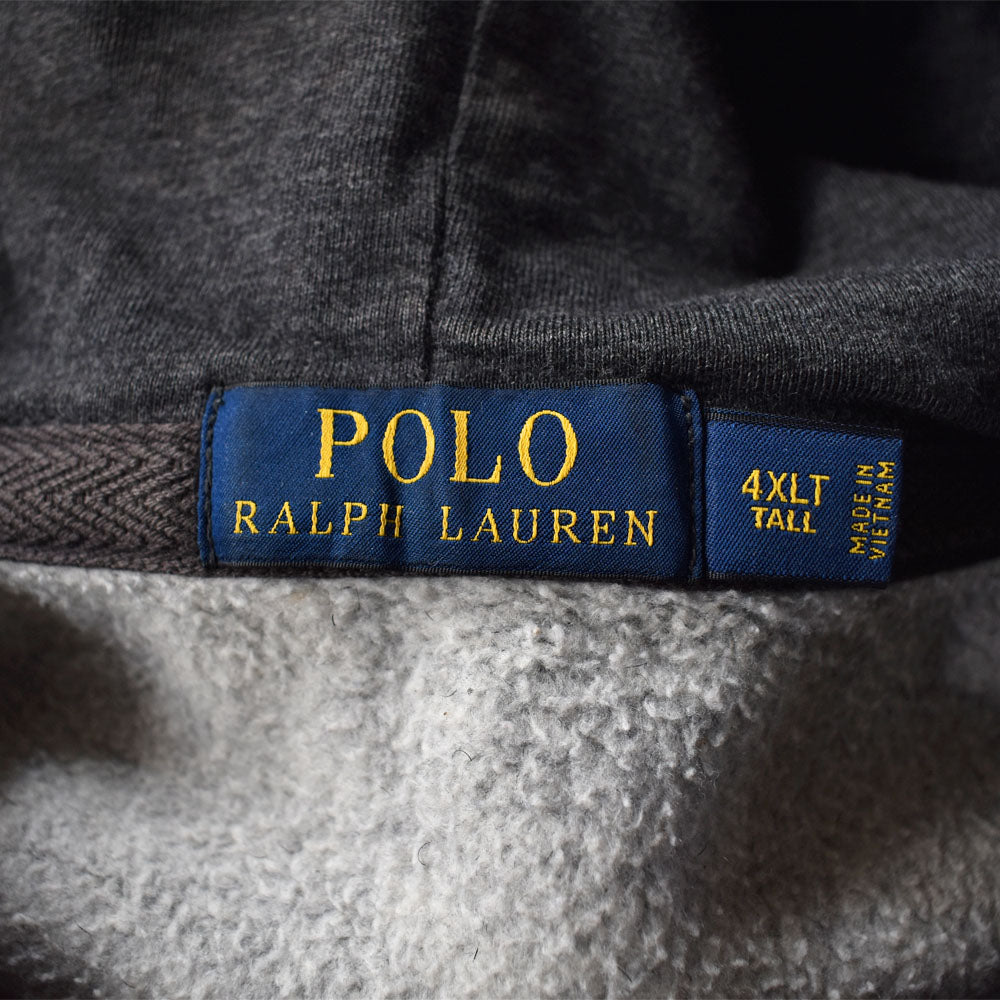 POLO
RALPH LAUREN
4XLT
TALL
MADE IN
VIETNAM